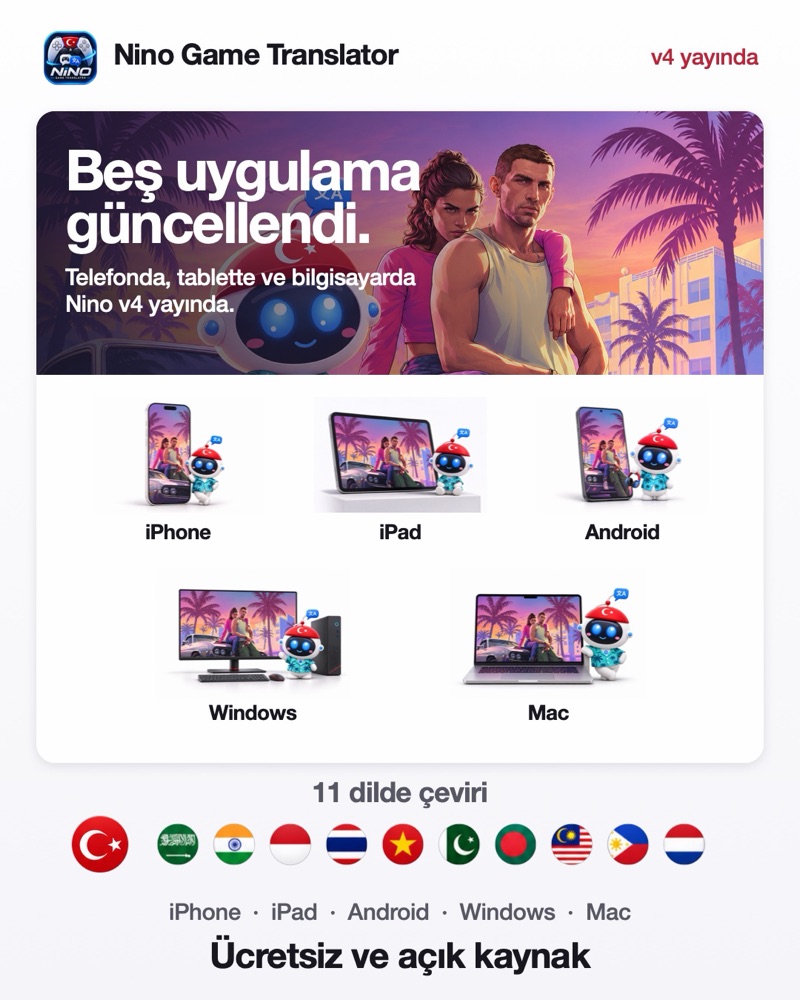 NiNO
Nino Game Translator
v4 yayında
Beş uygulama
güncellendi.
Telefonda, tablette ve bilgisayarda
Nino v4 yayında.
iPhone
iPad
Android
Windows
Mac
11 dilde çeviri
iPhone · iPad · Android · Windows · Mac
Ücretsiz ve açık kaynak